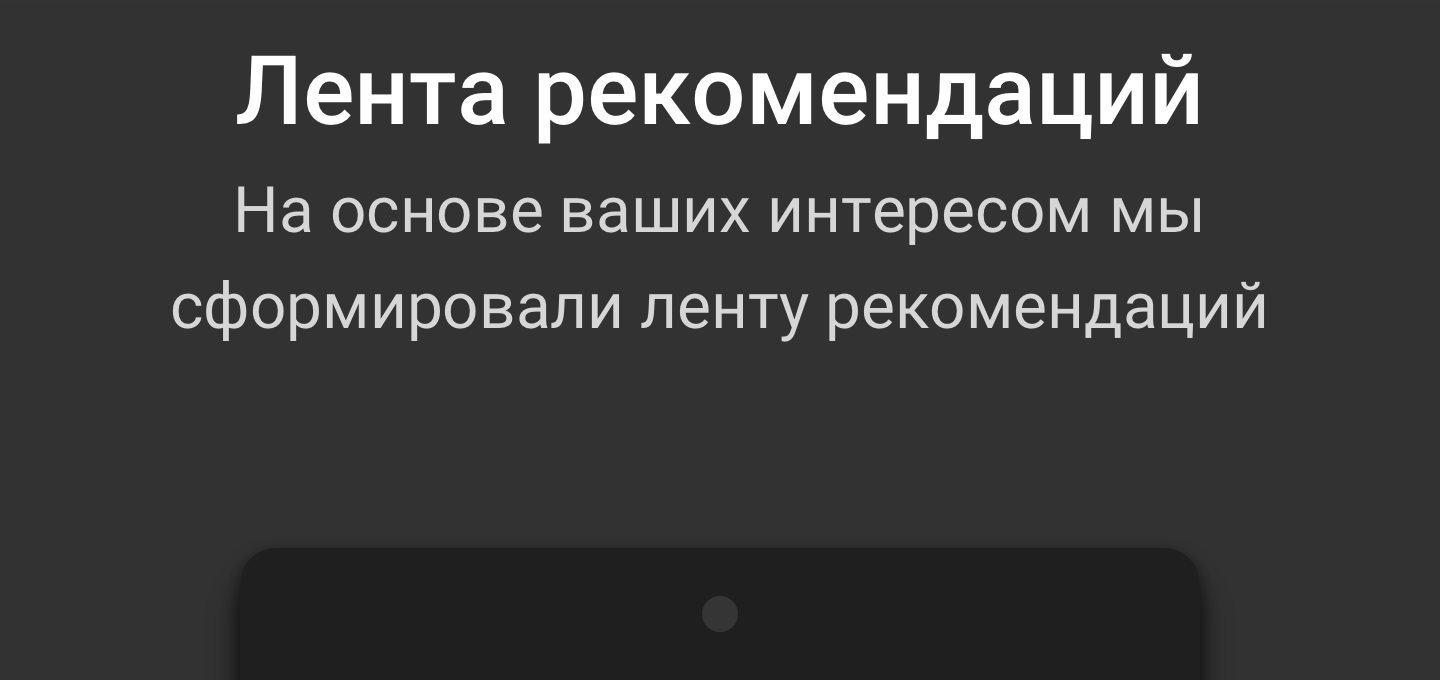 Лента рекомендаций
На основе ваших интересом мы
сформировали ленту рекомендаций